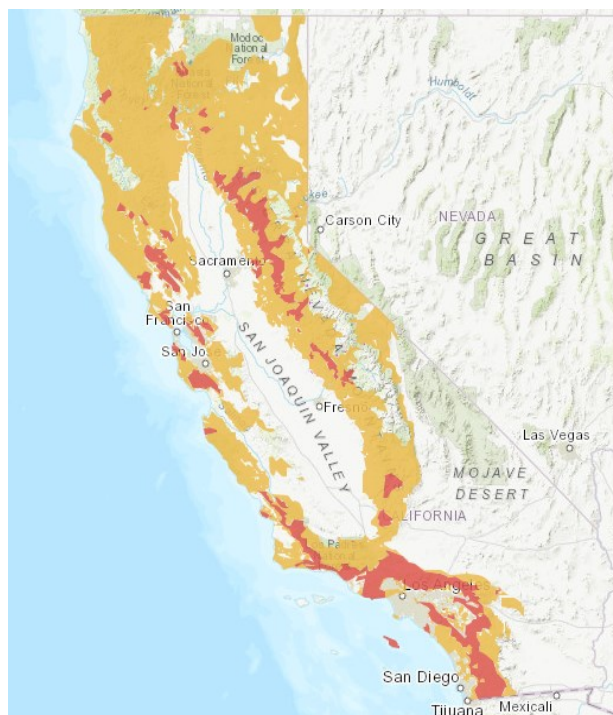 Modoc
National
Forest
Humboldt
Carson City
NEVADA
GREAT
BASIN
Sacramento
San
Francisco
San Jose
SAN JOAQUIN VALLEY
Fresno
Las Vegas
MOJAVE
DESERT
CALIFORNIA
Los Angeles
San Diego
Tijuana
Mexicali